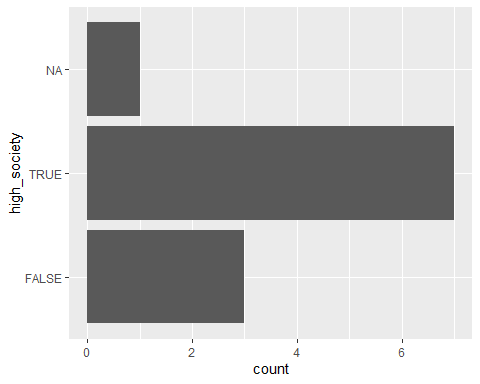 NA
TRUE
FALSE
high_society
0 2 4 6
count